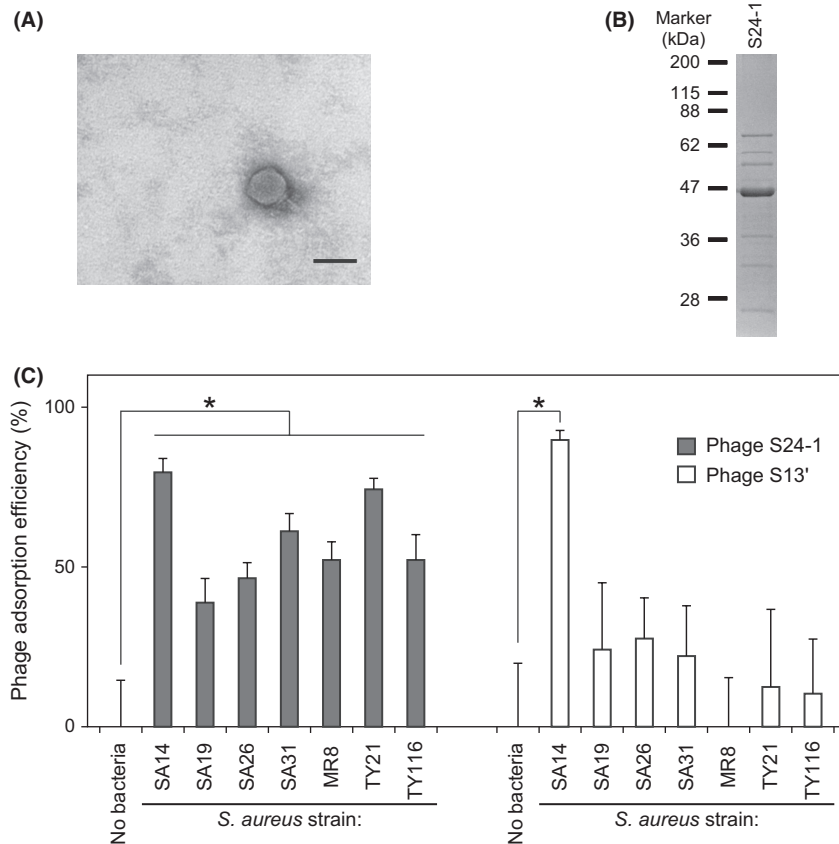 (A)
(B)
Marker
(kDa)
S24-1
200
115
88
62
47
36
28
(C)
Phage adsorption efficiency (%)
100
50
0
*
*
Phage S24-1
Phage S13'
No bacteria
SA14
SA19
SA26
SA31
MR8
TY21
TY116
S. aureus strain:
No bacteria
SA14
SA19
SA26
SA31
MR8
TY21
TY116
S. aureus strain: